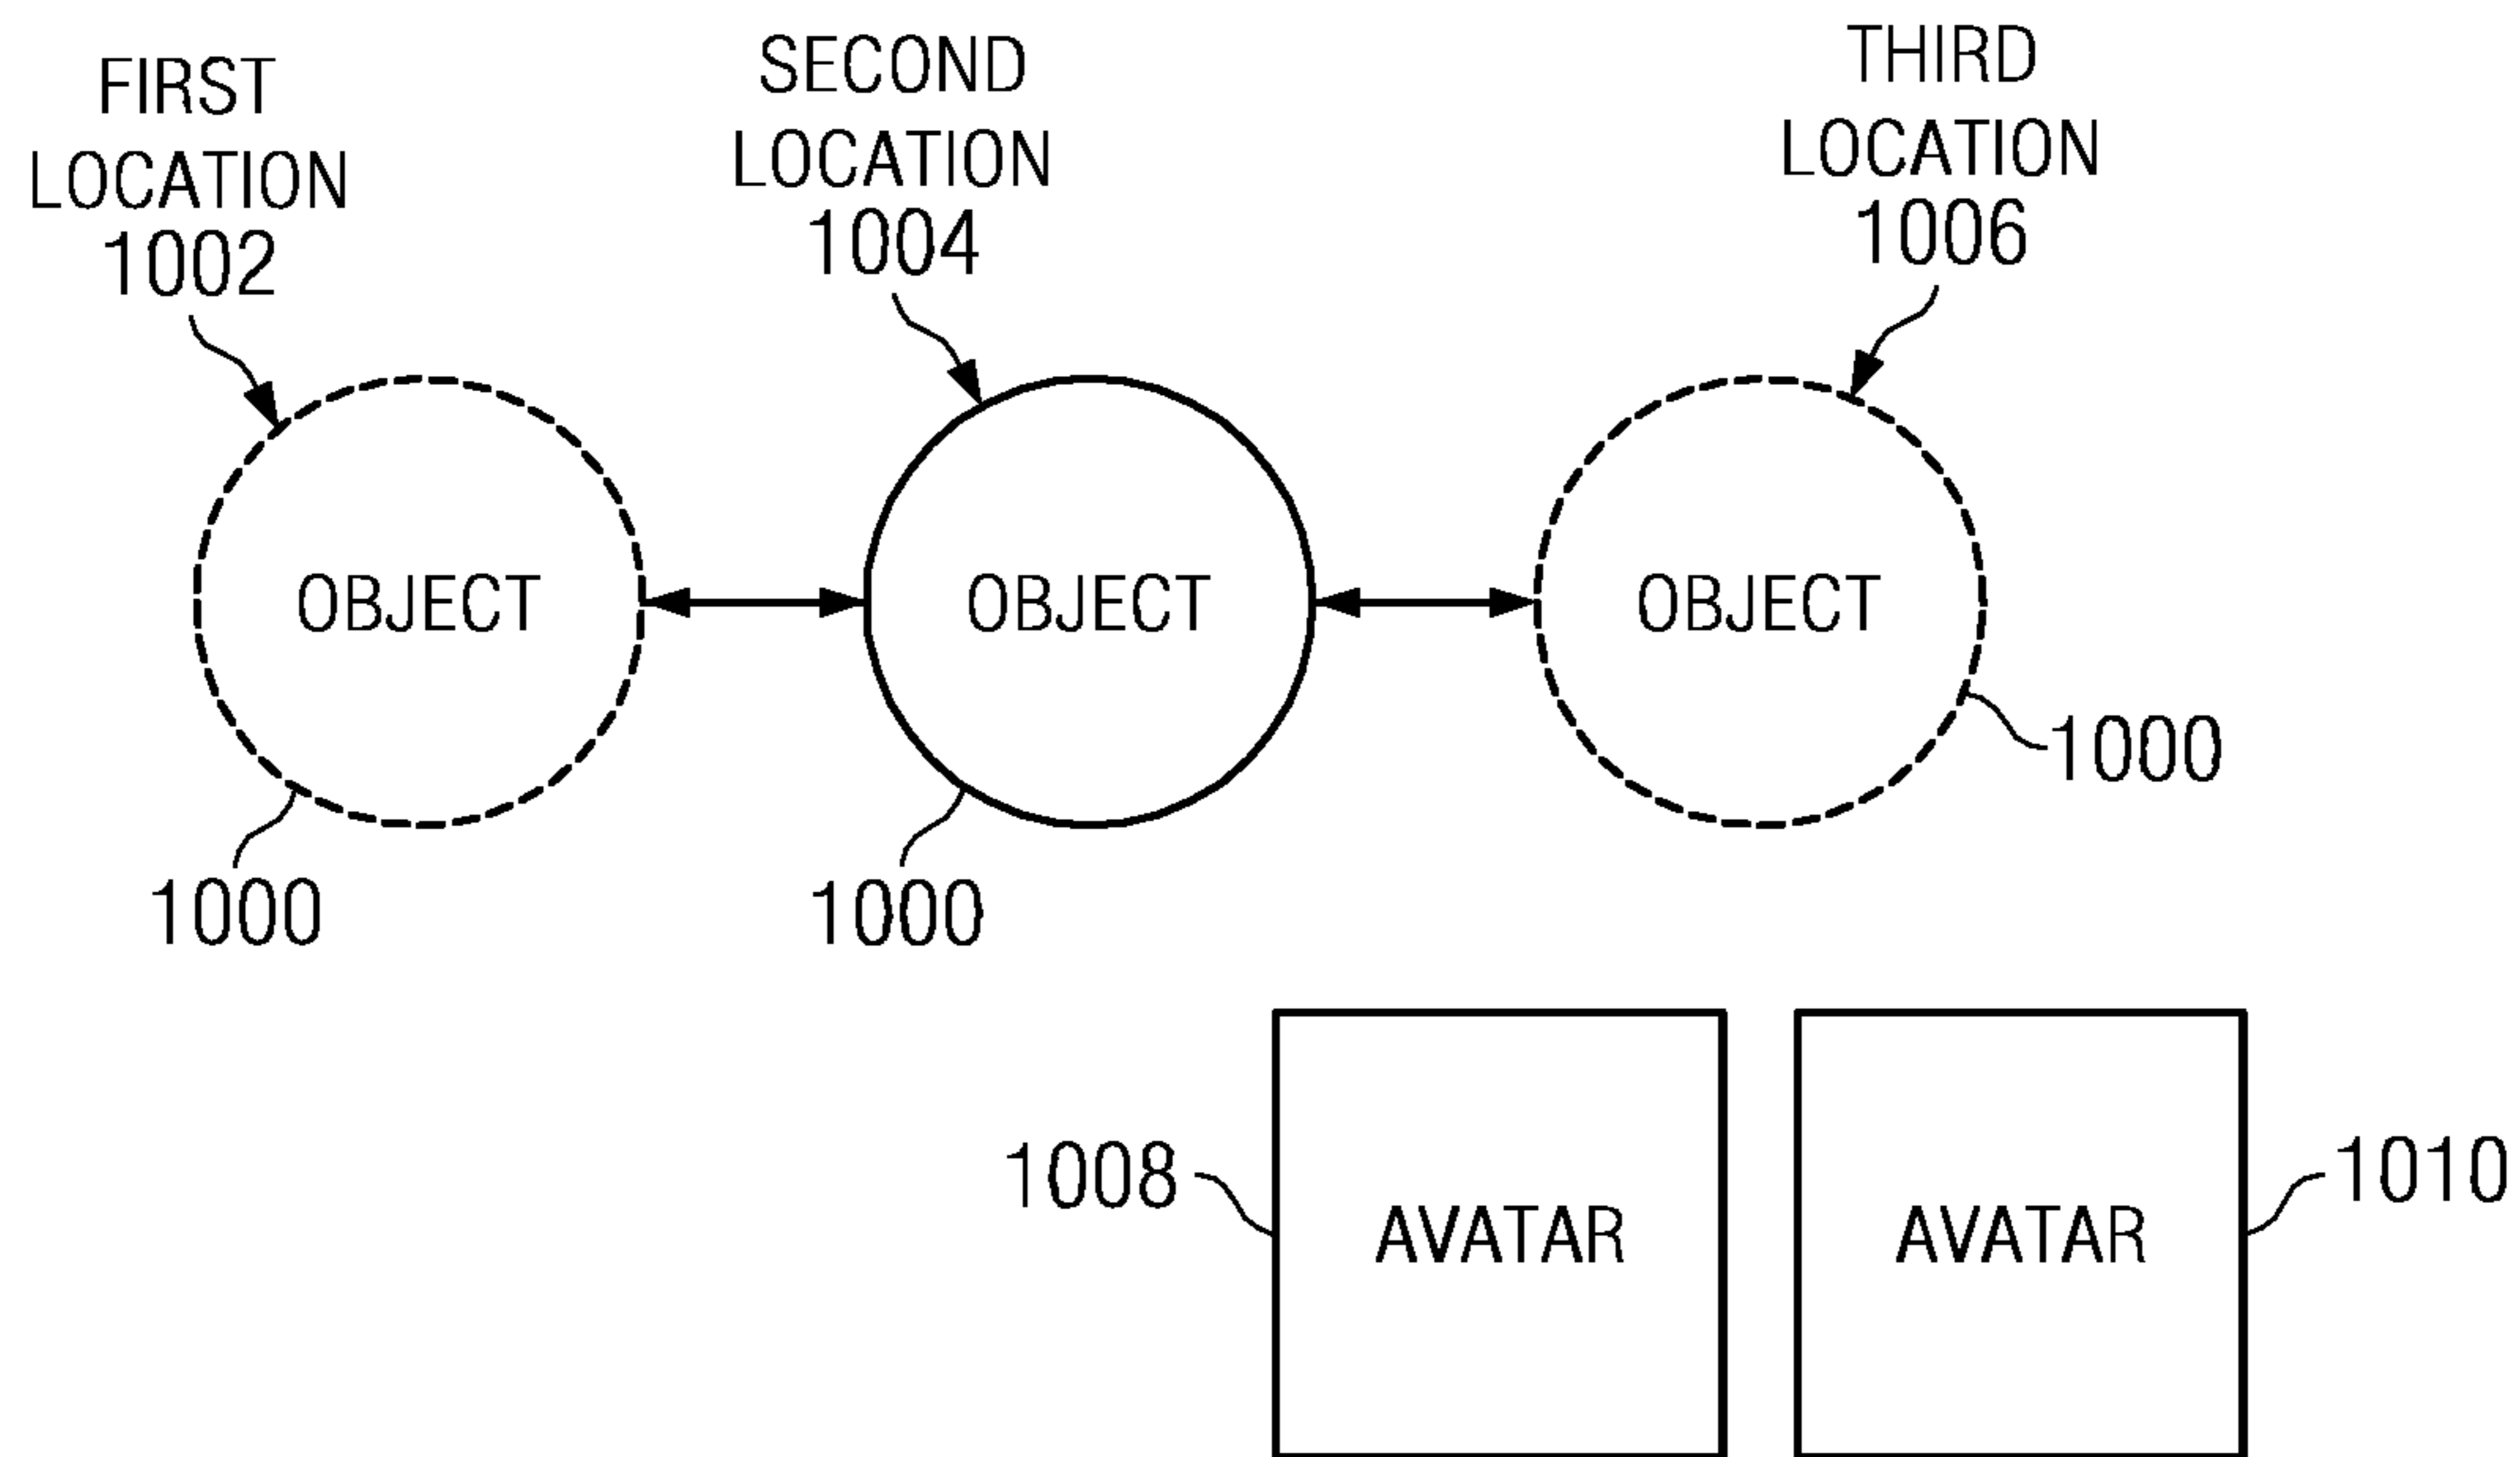 FIRST
LOCATION
1002
SECOND
LOCATION
1004
THIRD
LOCATION
1006
OBJECT
OBJECT
OBJECT
1000
1000
1000
1008
AVATAR
AVATAR
1010